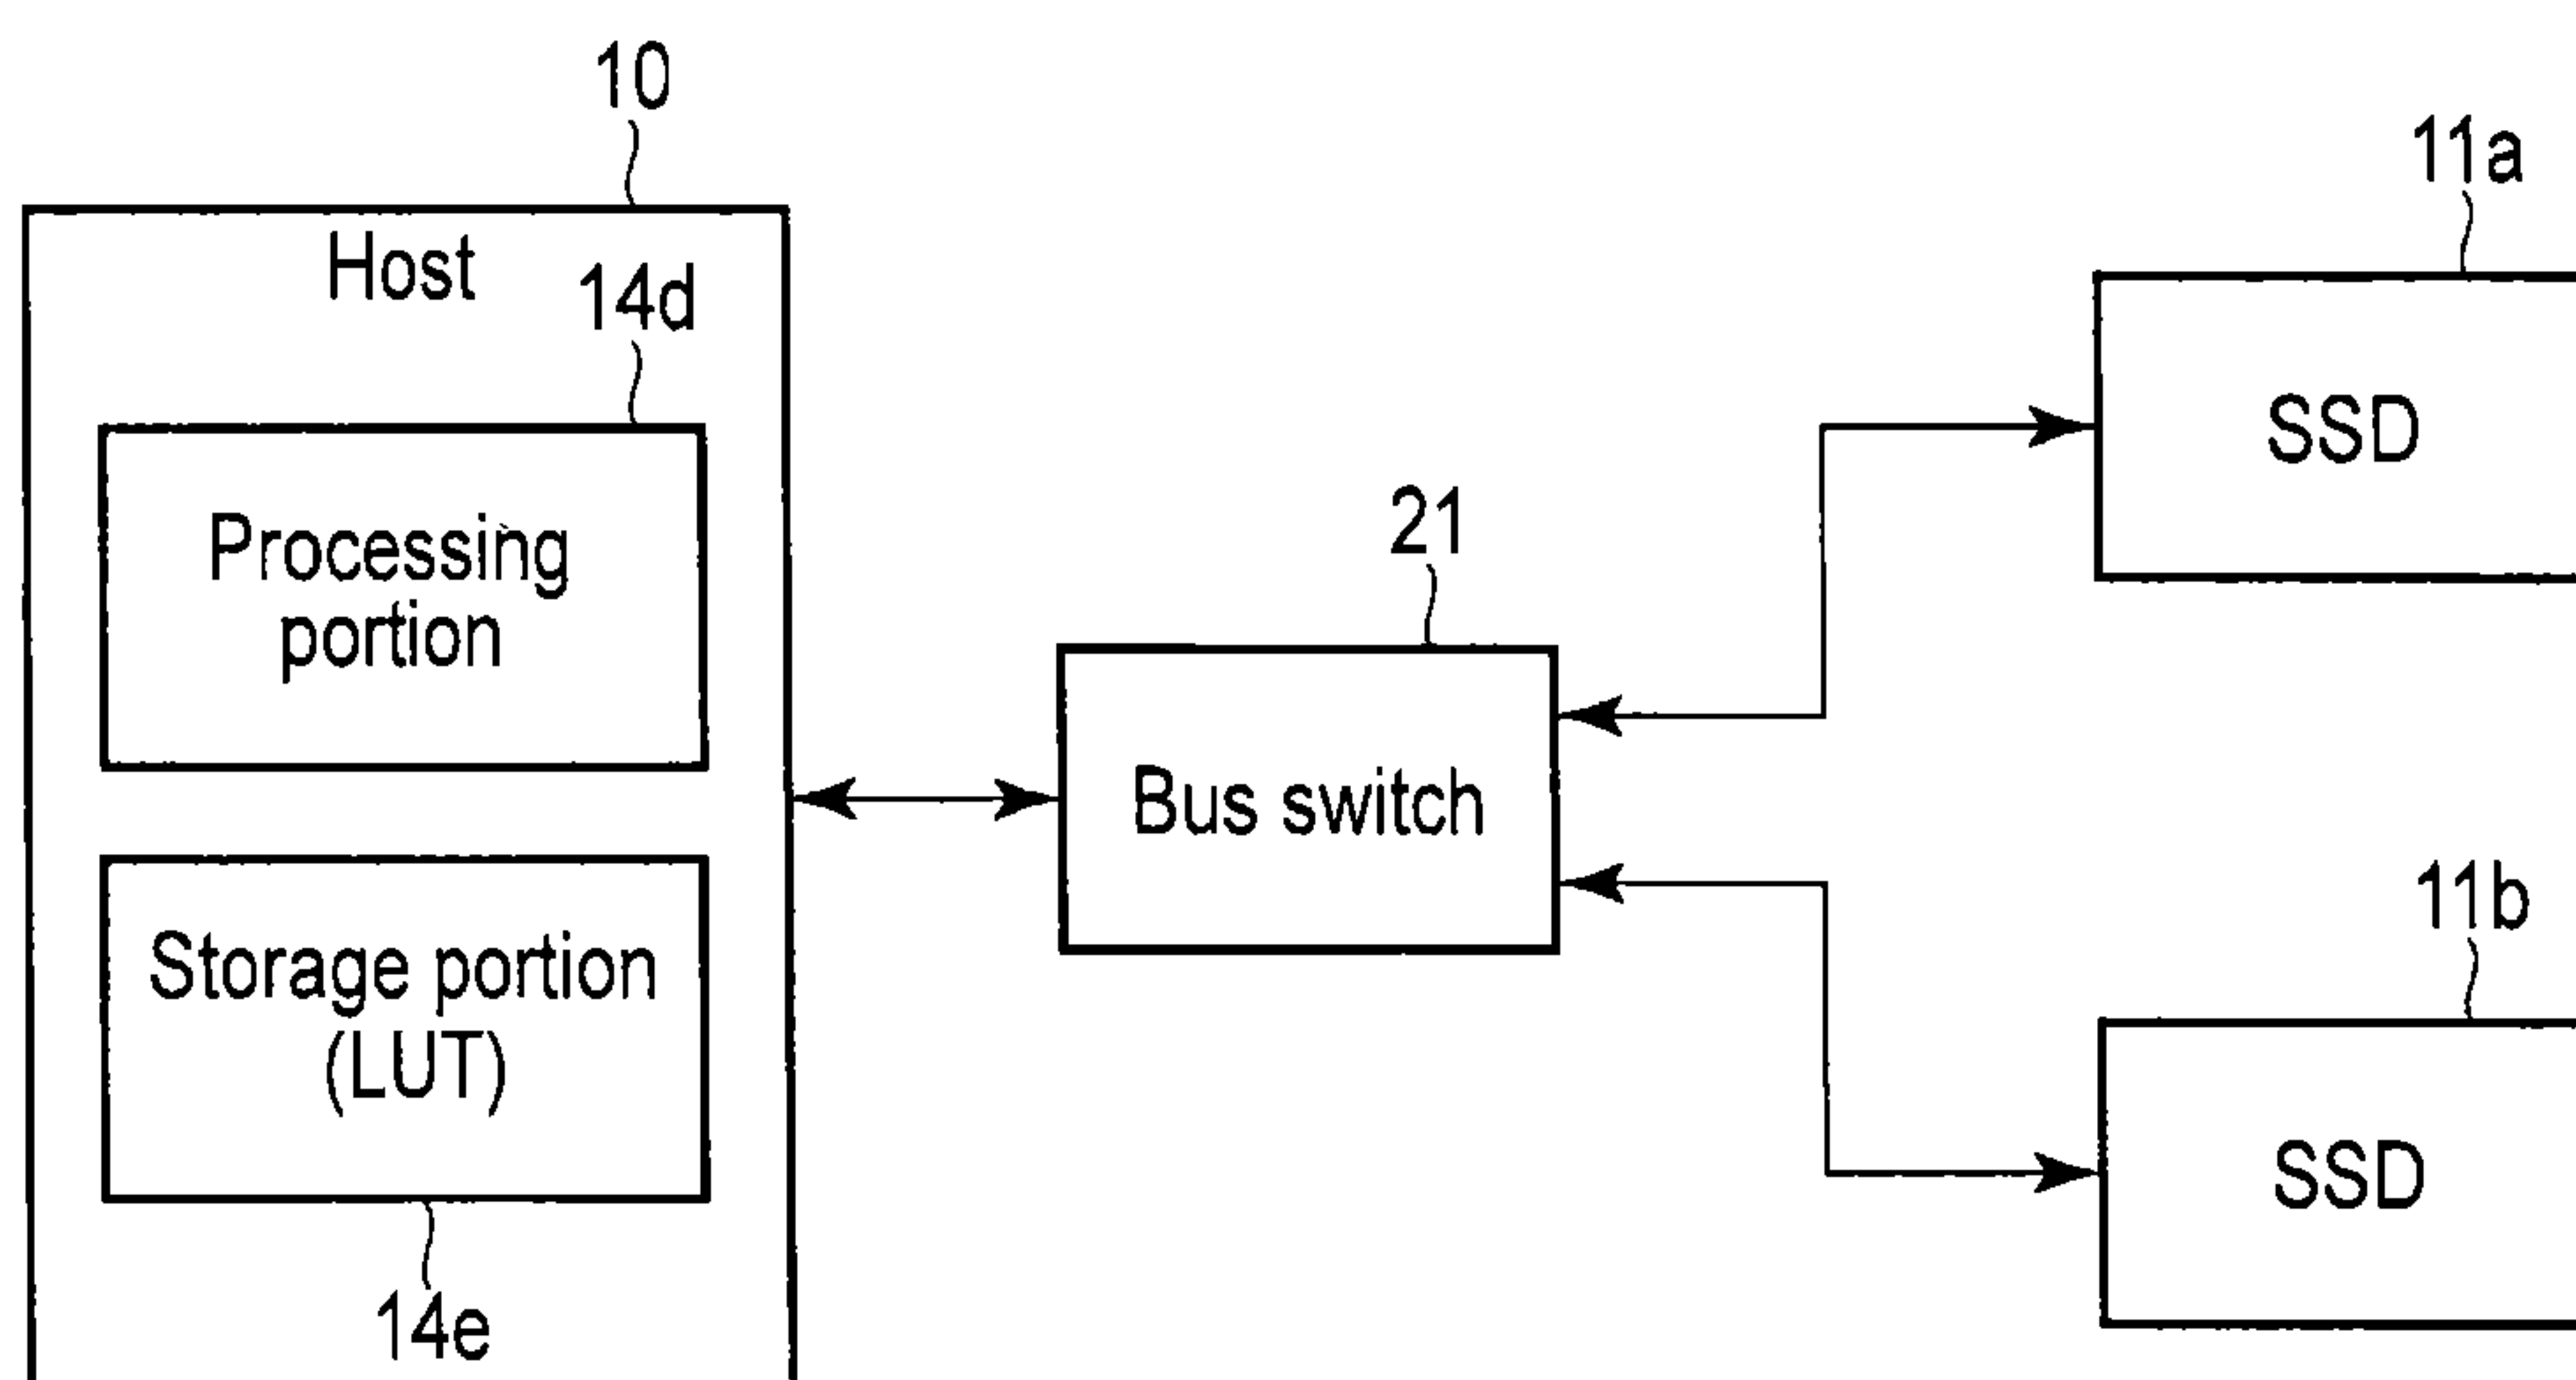 10
Host
14d
Processing
portion
Storage portion
(LUT)
14e
21
Bus switch
11a
SSD
11b
SSD